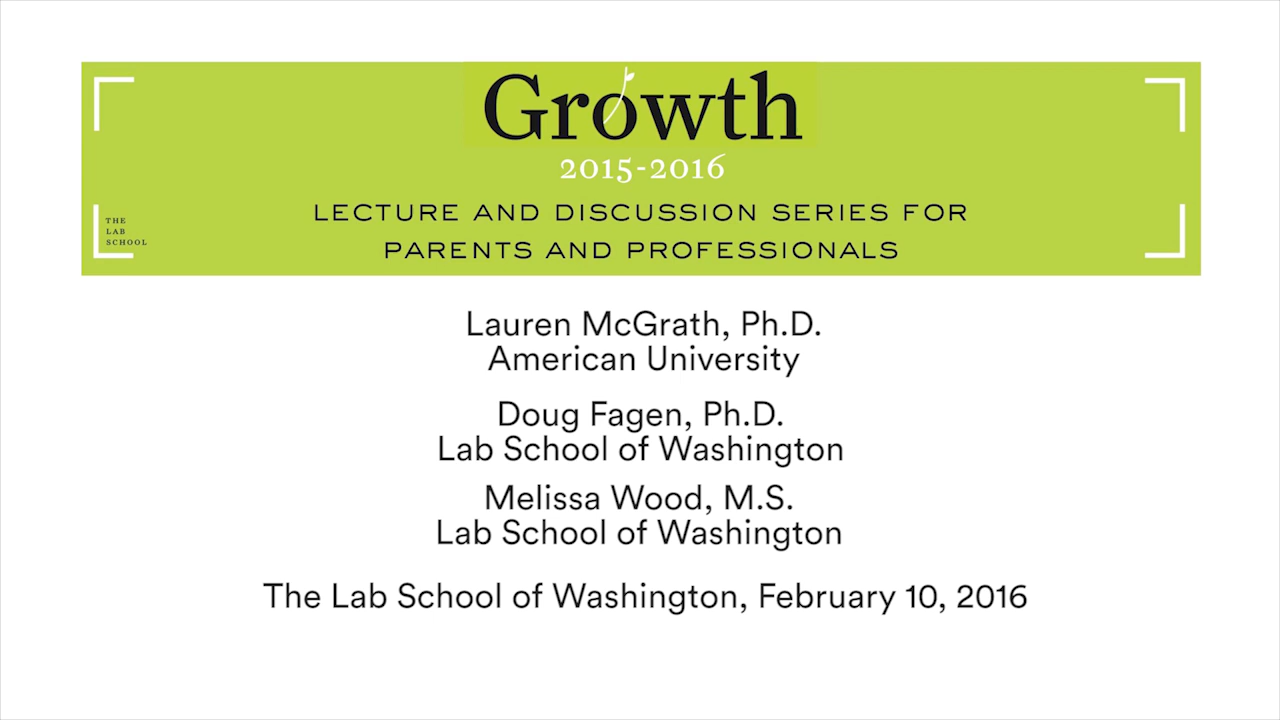 Growth
2015-2016
LECTURE AND DISCUSSION SERIES FOR
PARENTS AND PROFESSIONALS
THE
LAB
SCHOOL
Lauren McGrath, Ph.D.
American University
Doug Fagen, Ph.D.
Lab School of Washington
Melissa Wood, M.S.
Lab School of Washington
The Lab School of Washington, February 10, 2016